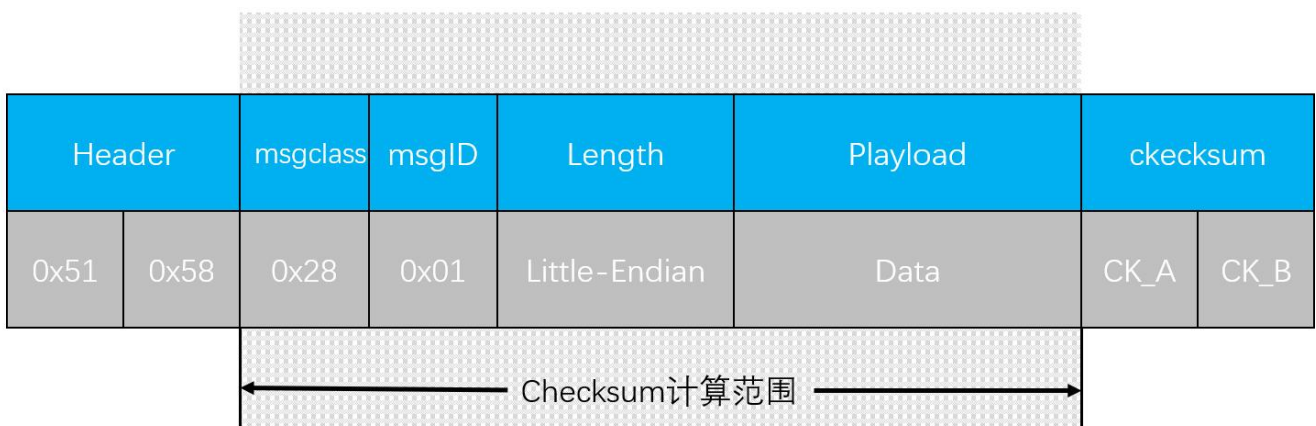 Header msgclass msgID Length Playload ckecksum
0x51 0x58 0x28 0x01 Little-Endian Data CK_A CK_B
Checksum计算范围